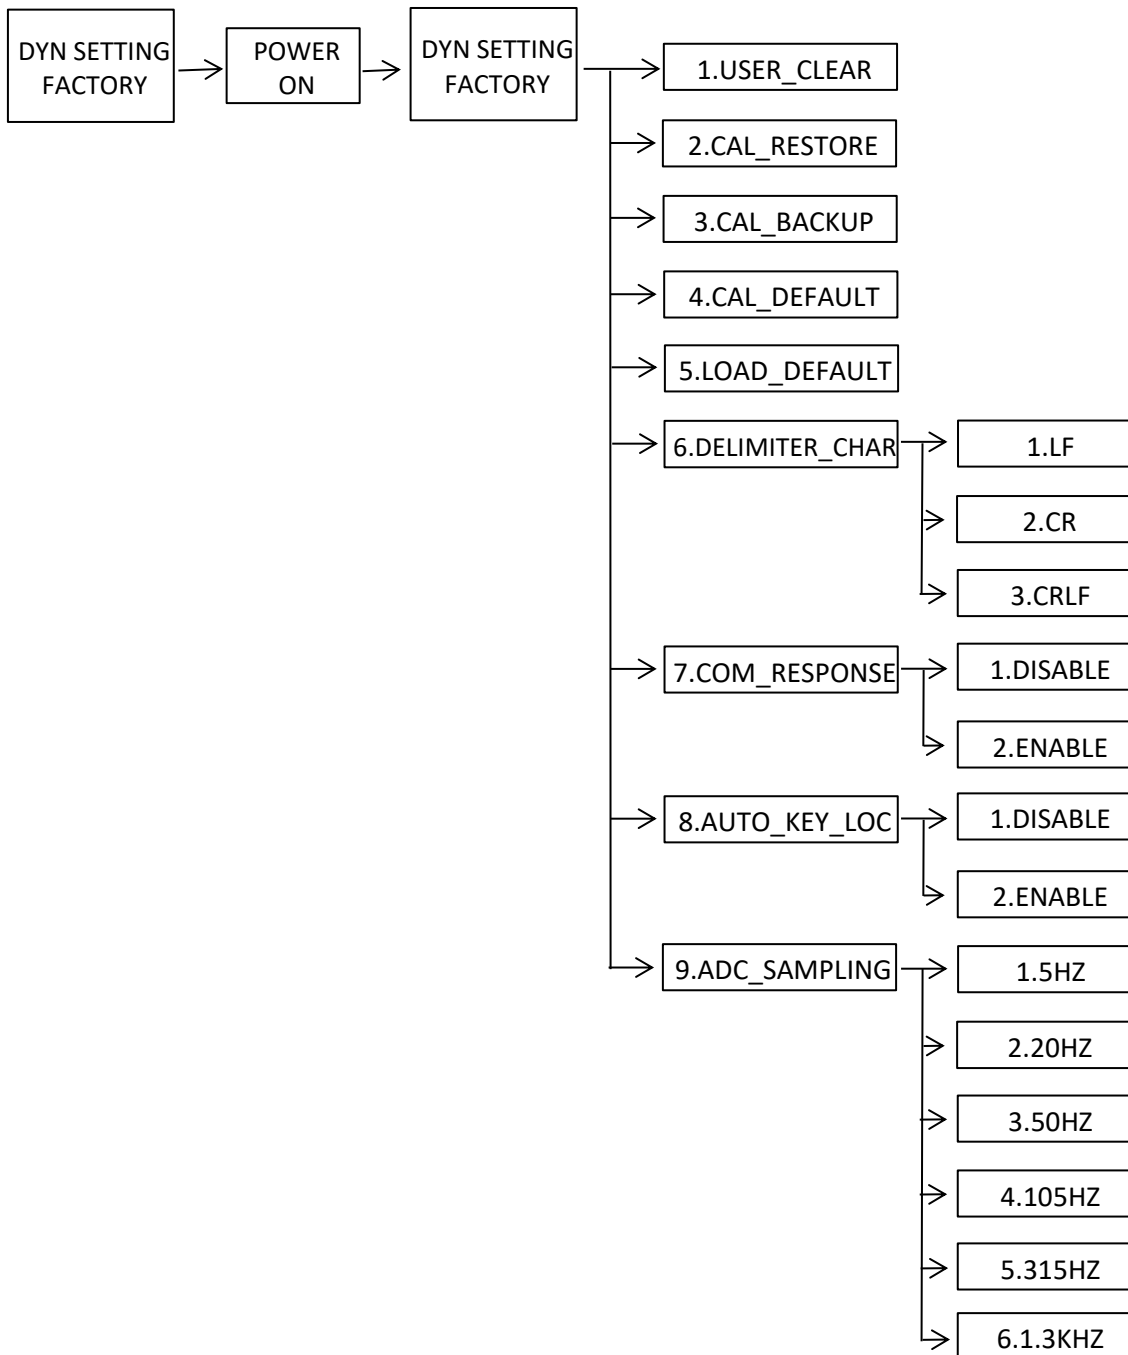 DYN SETTING
FACTORY
POWER
ON
DYN SETTING
FACTORY
1.USER_CLEAR
2.CAL_RESTORE
3.CAL_BACKUP
4.CAL_DEFAULT
5.LOAD_DEFAULT
6.DELIMITER_CHAR
1.LF
2.CR
3.CRLF
7.COM_RESPONSE
1.DISABLE
2.ENABLE
8.AUTO_KEY_LOC
1.DISABLE
2.ENABLE
9.ADC_SAMPLING
1.5HZ
2.20HZ
3.50HZ
4.105HZ
5.315HZ
6.1.3KHZ